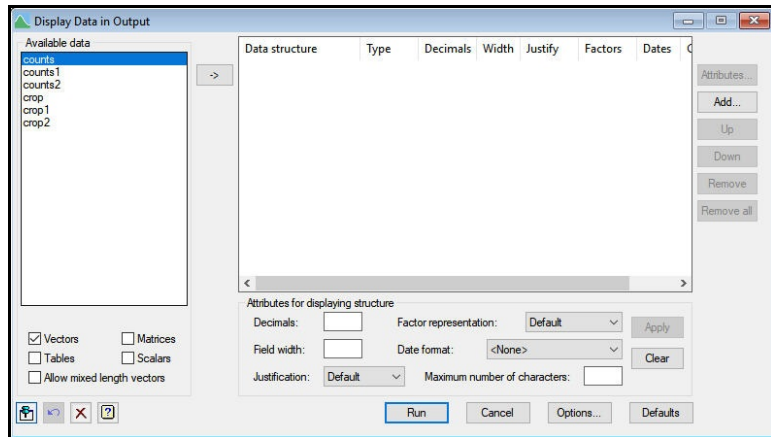 Display Data in Output
Available data
counts
counts1
counts2
crop
crop1
crop2
->
Data structure Type Decimals Width Justify Factors Dates
Attributes...
Add...
Up
Down
Remove
Remove all
Vectors Matrices
Tables Scalars
Allow mixed length vectors
Attributes for displaying structure
Decimals: Factor representation: Default Apply
Field width: Date format: <None> Clear
Justification: Default Maximum number of characters:
Run Cancel Options... Defaults